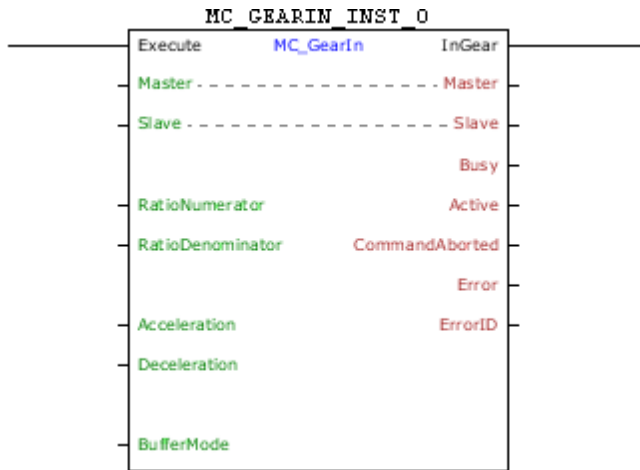 MC_GEARIN_INST_0
Execute MC_GearIn InGear
Master Master
Slave Slave
Busy
RatioNumerator Active
RatioDenominator CommandAborted
Error
Acceleration ErrorID
Deceleration
BufferMode